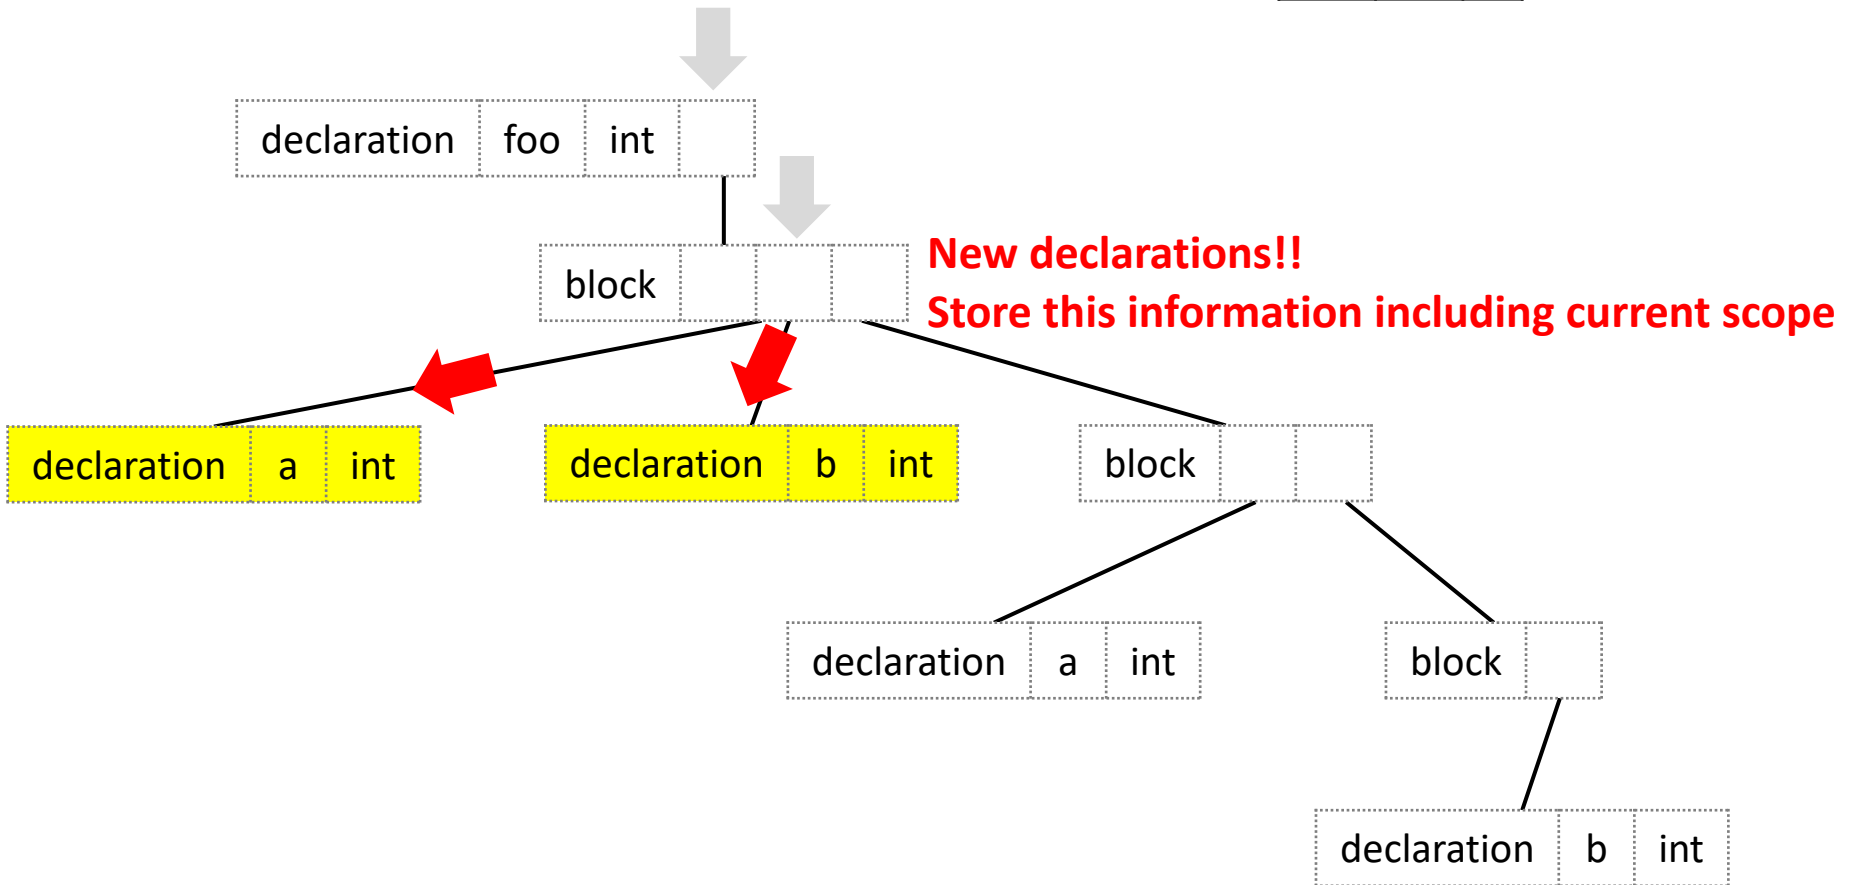 declaration foo int
block
New declarations!!
Store this information including current scope
declaration a int
declaration b int
block
declaration a int
block
declaration b int